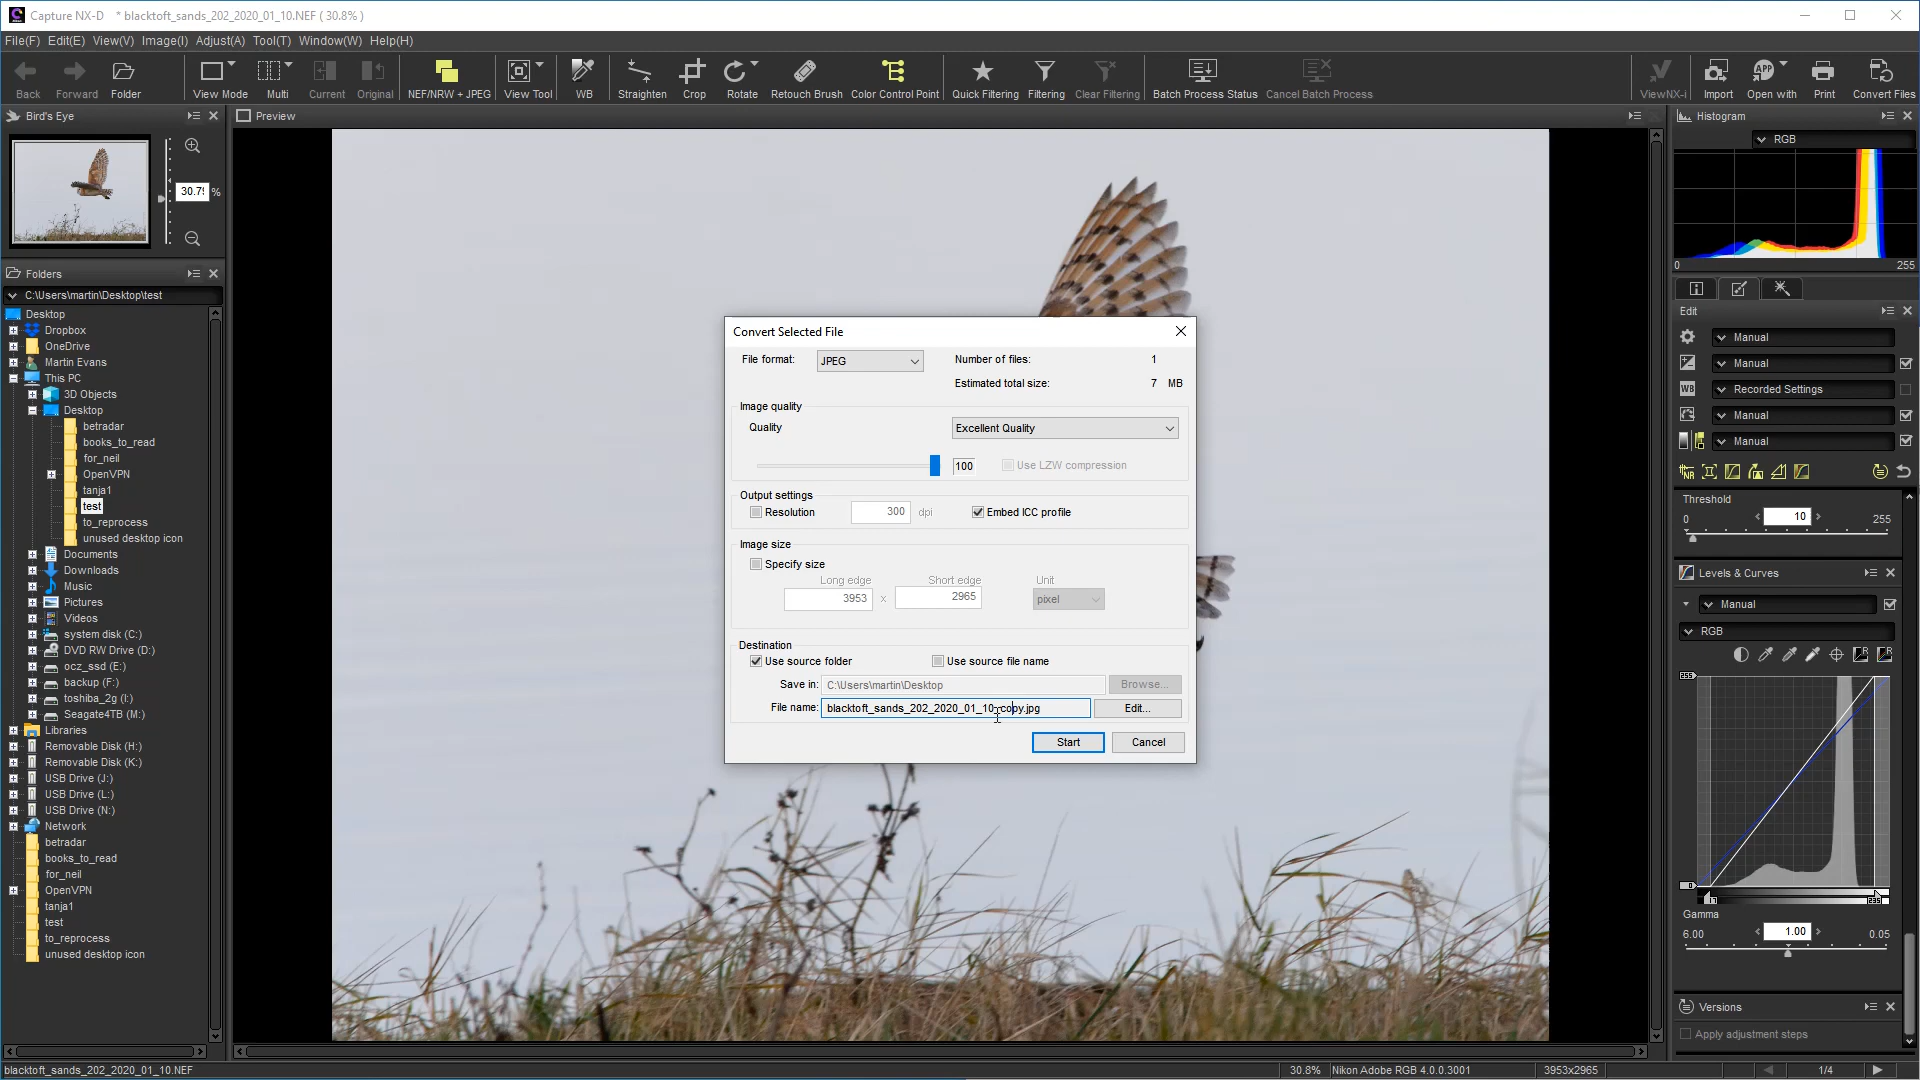 Capture NX-D * blacktoft_sands_202_2020_01_10.NEF ( 30.8% )
File(F) Edit(E) View(V) Image(I) Adjust(A) Tool(T) Window(W) Help(H)
Back Forward Folder View Mode Multi Current Original NEF/NRW + JPEG View Tool WB Straighten Crop Rotate Retouch Brush Color Control Point Quick Filtering Filtering Clear Filtering Batch Process Status Cancel Batch Process ViewNX-i Import Open with Print Convert Files
Bird's Eye
30.7 %
Folders
C:\Users\martin\Desktop\test
Desktop
Dropbox
OneDrive
Martin Evans
This PC
3D Objects
Desktop
betradar
books_to_read
for_neil
OpenVPN
tanja1
test
to_reprocess
unused desktop icon
Documents
Downloads
Music
Pictures
Videos
system disk (C:)
DVD RW Drive (D:)
ocz_ssd (E:)
backup (F:)
toshiba_2g (I:)
Seagate4TB (M:)
Libraries
Removable Disk (H:)
Removable Disk (K:)
USB Drive (J:)
USB Drive (L:)
USB Drive (N:)
Network
betradar
books_to_read
for_neil
OpenVPN
tanja1
test
to_reprocess
unused desktop icon
Preview
Convert Selected File
File format: JPEG Number of files: 1
Estimated total size: 7 MB
Image quality
Quality Excellent Quality
100 Use LZW compression
Output settings
Resolution 300 dpi Embed ICC profile
Image size
Specify size
Long edge Short edge Unit
3953 x 2965 pixel
Destination
Use source folder Use source file name
Save in: C:\Users\martin\Desktop Browse...
File name: blacktoft_sands_202_2020_01_10-copy.jpg Edit...
Start Cancel
Histogram
RGB
0 255
Edit
Manual
Manual
WB Recorded Settings
Manual
Manual
NR
Threshold
0 10 255
Levels & Curves
Manual
RGB
255
0
Gamma
6.00 1.00 0.05
Versions
Apply adjustment steps
blacktoft_sands_202_2020_01_10.NEF 30.8% Nikon Adobe RGB 4.0.0.3001 3953x2965 1/4